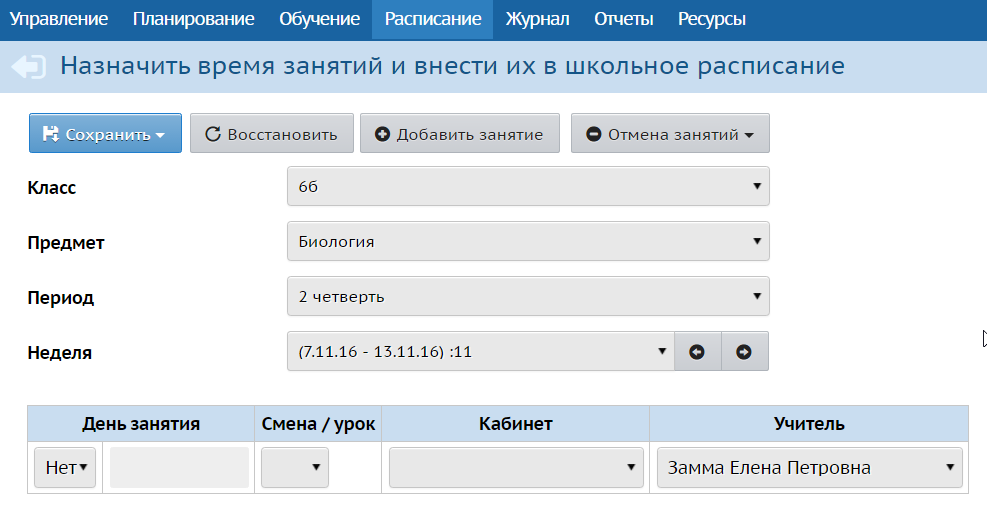 Управление Планирование Обучение Расписание Журнал Отчеты Ресурсы
Назначить время занятий и внести их в школьное расписание
Сохранить Восстановить Добавить занятие Отмена занятий
Класс 6б
Предмет Биология
Период 2 четверть
Неделя (7.11.16 - 13.11.16) :11
День занятия Смена / урок Кабинет Учитель
Нет Замма Елена Петровна